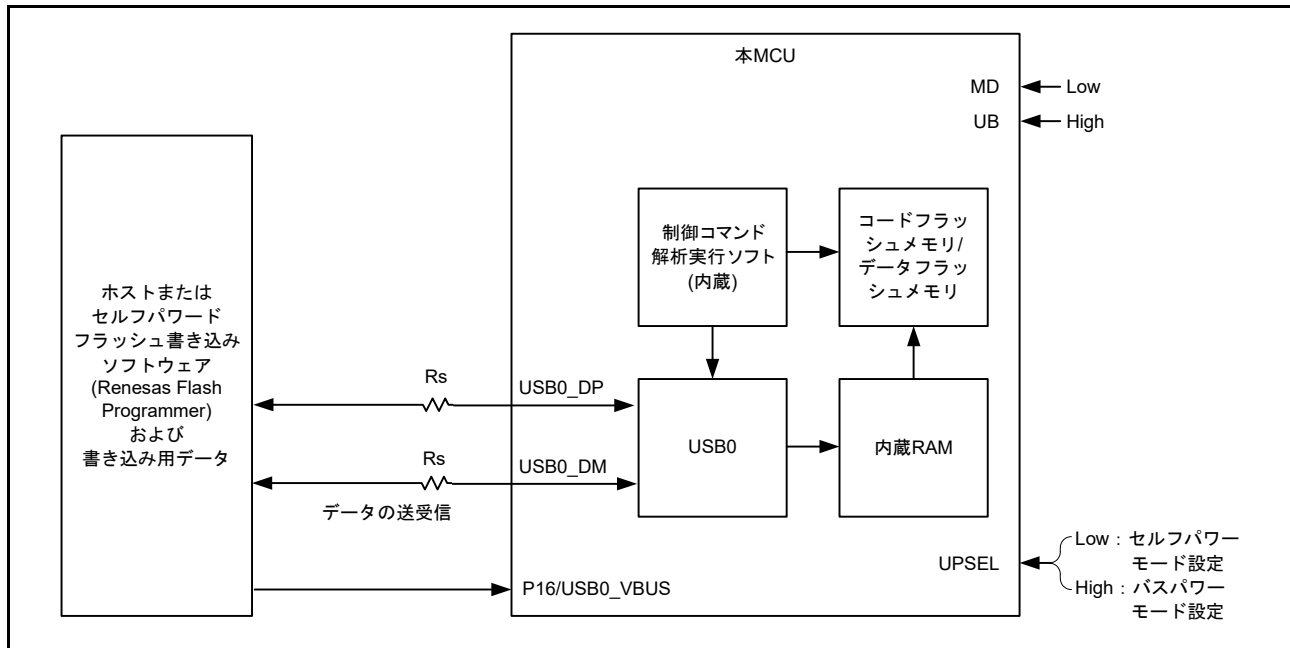 本MCU
MD
Low
UB
High
制御コマンド
解析実行ソフト
(内蔵)
コードフラッ
シュメモリ/
データフラッ
シュメモリ
ホストまたは
セルフパワード
フラッシュ書き込み
ソフトウェア
(Renesas Flash
Programmer)
および
書き込み用データ
Rs
USB0_DP
Rs
USB0_DM
データの送受信
USB0
内蔵RAM
P16/USB0_VBUS
UPSEL
Low：セルフパワー
モード設定
High：バスパワー
モード設定